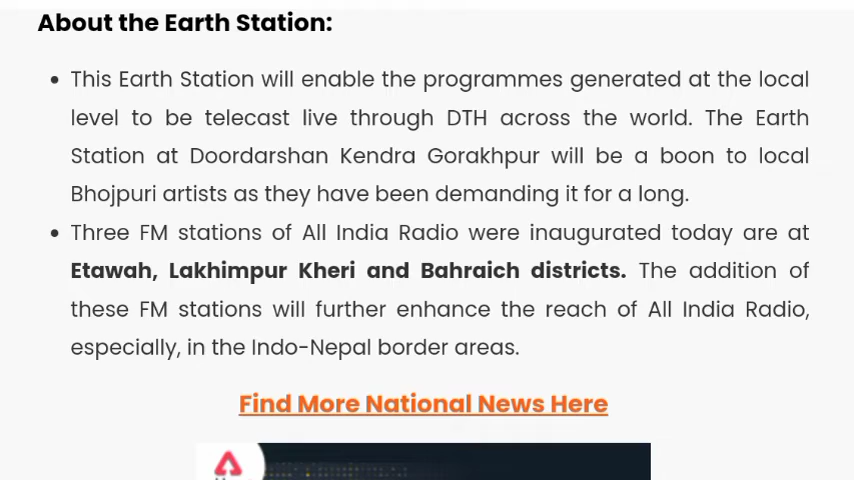 About the Earth Station:
• This Earth Station will enable the programmes generated at the local
level to be telecast live through DTH across the world. The Earth
Station at Doordarshan Kendra Gorakhpur will be a boon to local
Bhojpuri artists as they have been demanding it for a long.
• Three FM stations of All India Radio were inaugurated today are at
Etawah, Lakhimpur Kheri and Bahraich districts. The addition of
these FM stations will further enhance the reach of All India Radio,
especially, in the Indo-Nepal border areas.
Find More National News Here